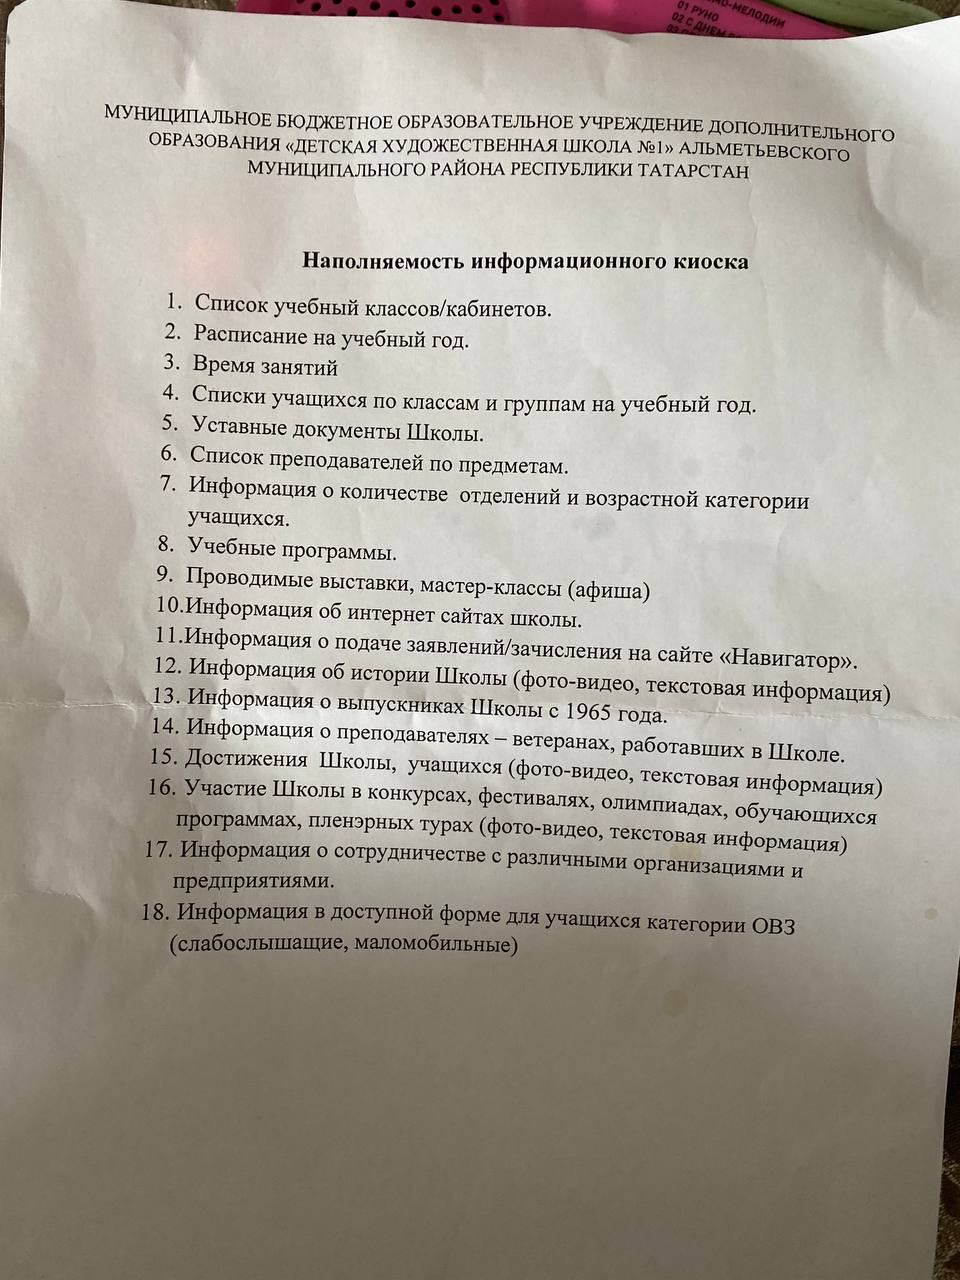 МО-МЕЛОДИИ
01 РУНО
02 С ДНЕМ
МУНИЦИПАЛЬНОЕ БЮДЖЕТНОЕ ОБРАЗОВАТЕЛЬНОЕ УЧРЕЖДЕНИЕ ДОПОЛНИТЕЛЬНОГО
ОБРАЗОВАНИЯ «ДЕТСКАЯ ХУДОЖЕСТВЕННАЯ ШКОЛА №1» АЛЬМЕТЬЕВСКОГО
МУНИЦИПАЛЬНОГО РАЙОНА РЕСПУБЛИКИ ТАТАРСТАН
Наполняемость информационного киоска
1. Список учебный классов/кабинетов.
2. Расписание на учебный год.
3. Время занятий
4. Списки учащихся по классам и группам на учебный год.
5. Уставные документы Школы.
6. Список преподавателей по предметам.
7. Информация о количестве отделений и возрастной категории
учащихся.
8. Учебные программы.
9. Проводимые выставки, мастер-классы (афиша)
10.Информация об интернет сайтах школы.
11.Информация о подаче заявлений/зачисления на сайте «Навигатор».
12. Информация об истории Школы (фото-видео, текстовая информация)
13. Информация о выпускниках Школы с 1965 года.
14. Информация о преподавателях – ветеранах, работавших в Школе.
15. Достижения Школы, учащихся (фото-видео, текстовая информация)
16. Участие Школы в конкурсах, фестивалях, олимпиадах, обучающихся
программах, пленэрных турах (фото-видео, текстовая информация)
17. Информация о сотрудничестве с различными организациями и
предприятиями.
18. Информация в доступной форме для учащихся категории ОВЗ
(слабослышащие, маломобильные)